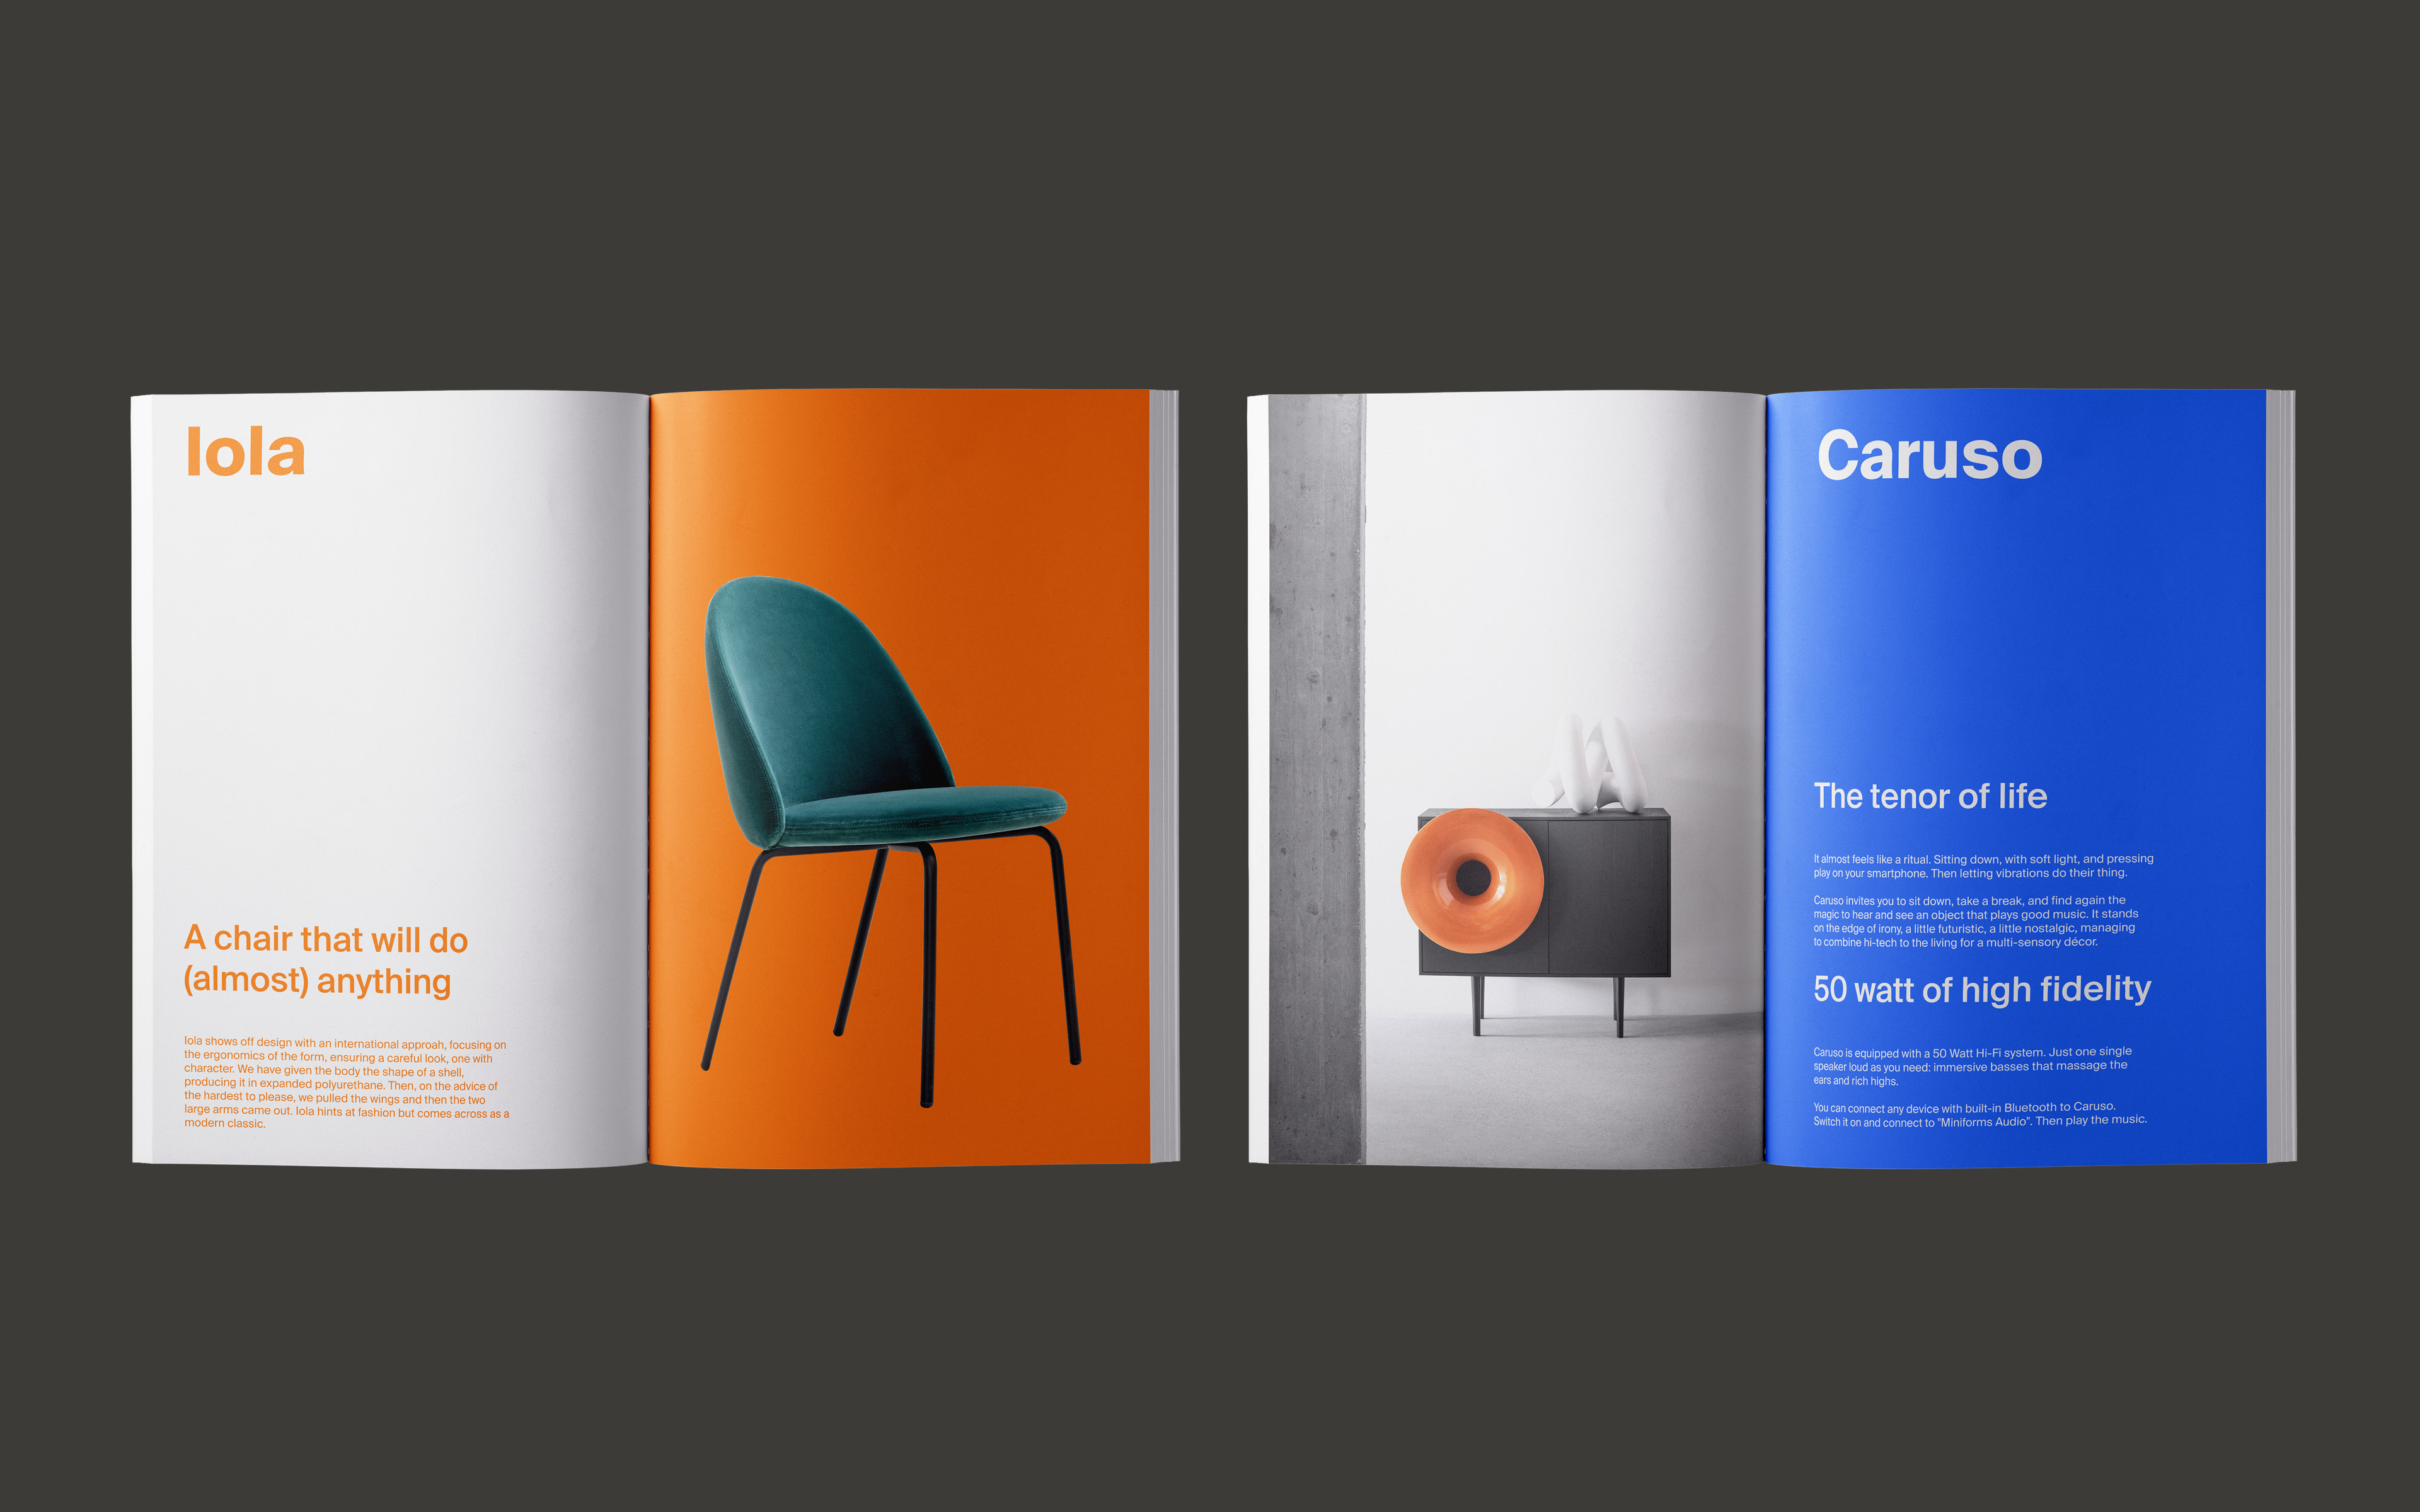 Iola
A chair that will do
(almost) anything
Iola shows off design with an international approah, focusing on
the ergonomics of the form, ensuring a careful look, one with
character. We have given the body the shape of a shell,
producing it in expanded polyurethane. Then, on the advice of
the hardest to please, we pulled the wings and then the two
large arms came out. Iola hints at fashion but comes across as a
modern classic.
Caruso
The tenor of life
It almost feels like a ritual. Sitting down, with soft light, and pressing
play on your smartphone. Then letting vibrations do their thing.
Caruso invites you to sit down, take a break, and find again the
magic to hear and see an object that plays good music. It stands
on the edge of irony, a little futuristic, a little nostalgic, managing
to combine hi-tech to the living for a multi-sensory décor.
50 watt of high fidelity
Caruso is equipped with a 50 Watt Hi-Fi system. Just one single
speaker loud as you need: immersive basses that massage the
ears and rich highs.
You can connect any device with built-in Bluetooth to Caruso.
Switch it on and connect to "Miniforms Audio". Then play the music.